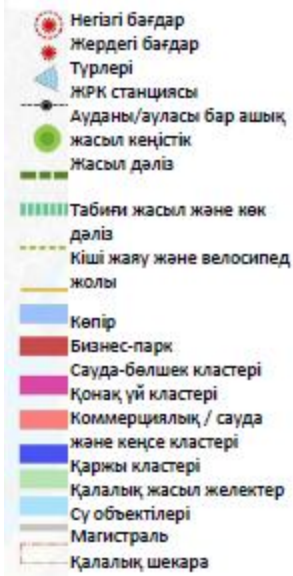 Негізгі бағдар
Жердегі бағдар
Түрлері
ЖРК станциясы
Ауданы/ауласы бар ашық
жасыл кеңістік
Жасыл дәліз
Табиғи жасыл және көк
дәліз
Кіші жаяу және велосипед
жолы
Көпір
Бизнес-парк
Сауда-бөлшек кластері
Қонақ үй кластері
Коммерциялық / сауда
және кеңсе кластері
Қаржы кластері
Қалалық жасыл желектер
Су объектілері
Магистраль
Қалалық шекара